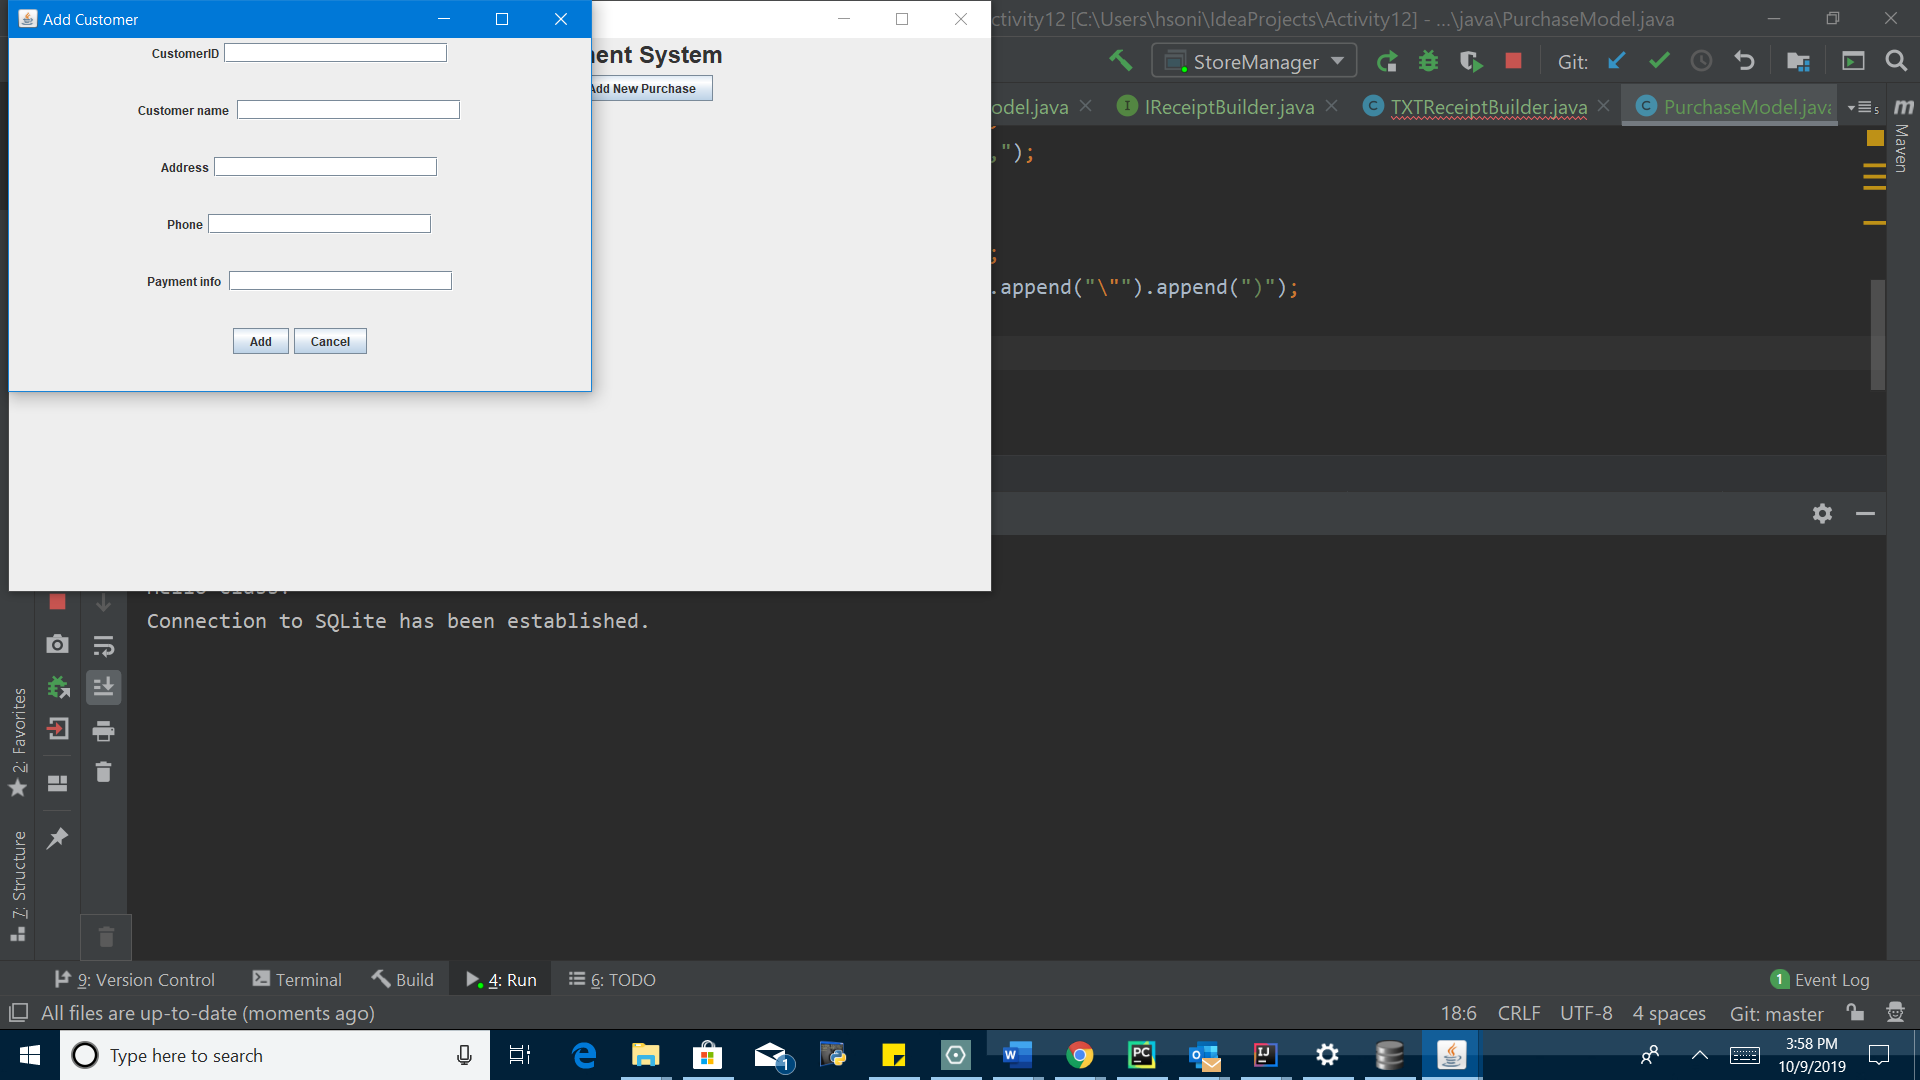 Add Customer
CustomerID
Customer name
Address
Phone
Payment info
Add Cancel
ent System
Add New Purchase
ctivity12 [C:\Users\hsoni\IdeaProjects\Activity12] - ...\java\PurchaseModel.java
StoreManager
Git:
odel.java
IReceiptBuilder.java
TXTReceiptBuilder.java
PurchaseModel.java
5
Maven
");
;
.append("\"").append(")");
Connection to SQLite has been established.
2: Favorites
7: Structure
9: Version Control
Terminal
Build
4: Run
6: TODO
1 Event Log
All files are up-to-date (moments ago)
18:6 CRLF UTF-8 4 spaces Git: master
Type here to search
1
3:58 PM
10/9/2019